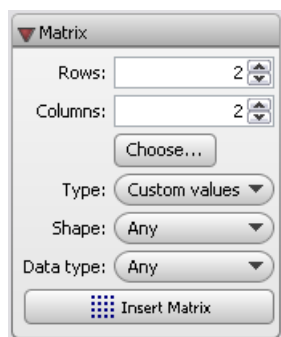 Matrix
Rows: 2
Columns: 2
Choose...
Type: Custom values
Shape: Any
Data type: Any
Insert Matrix